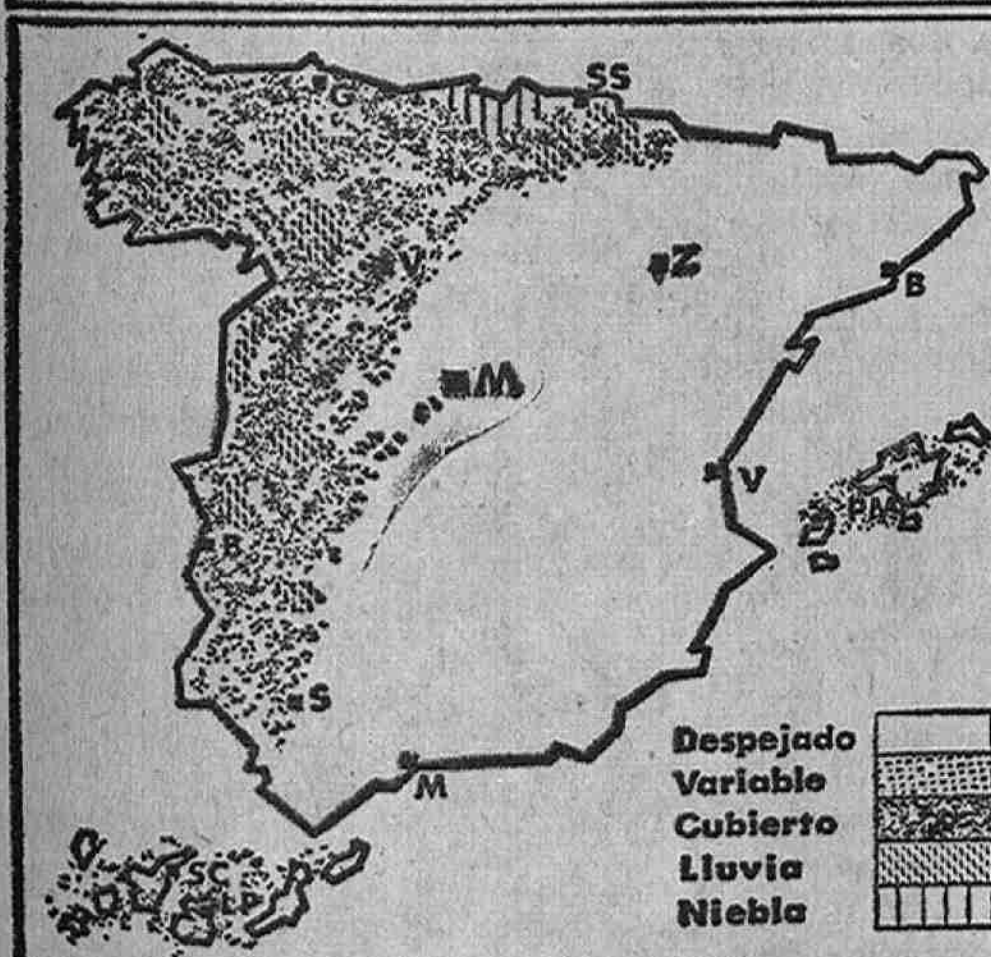 SS
G
V
Z
B
M
V
PM
B
S
M
SC
LP
Despejado
Variable
Cubierto
Lluvia
Niebla